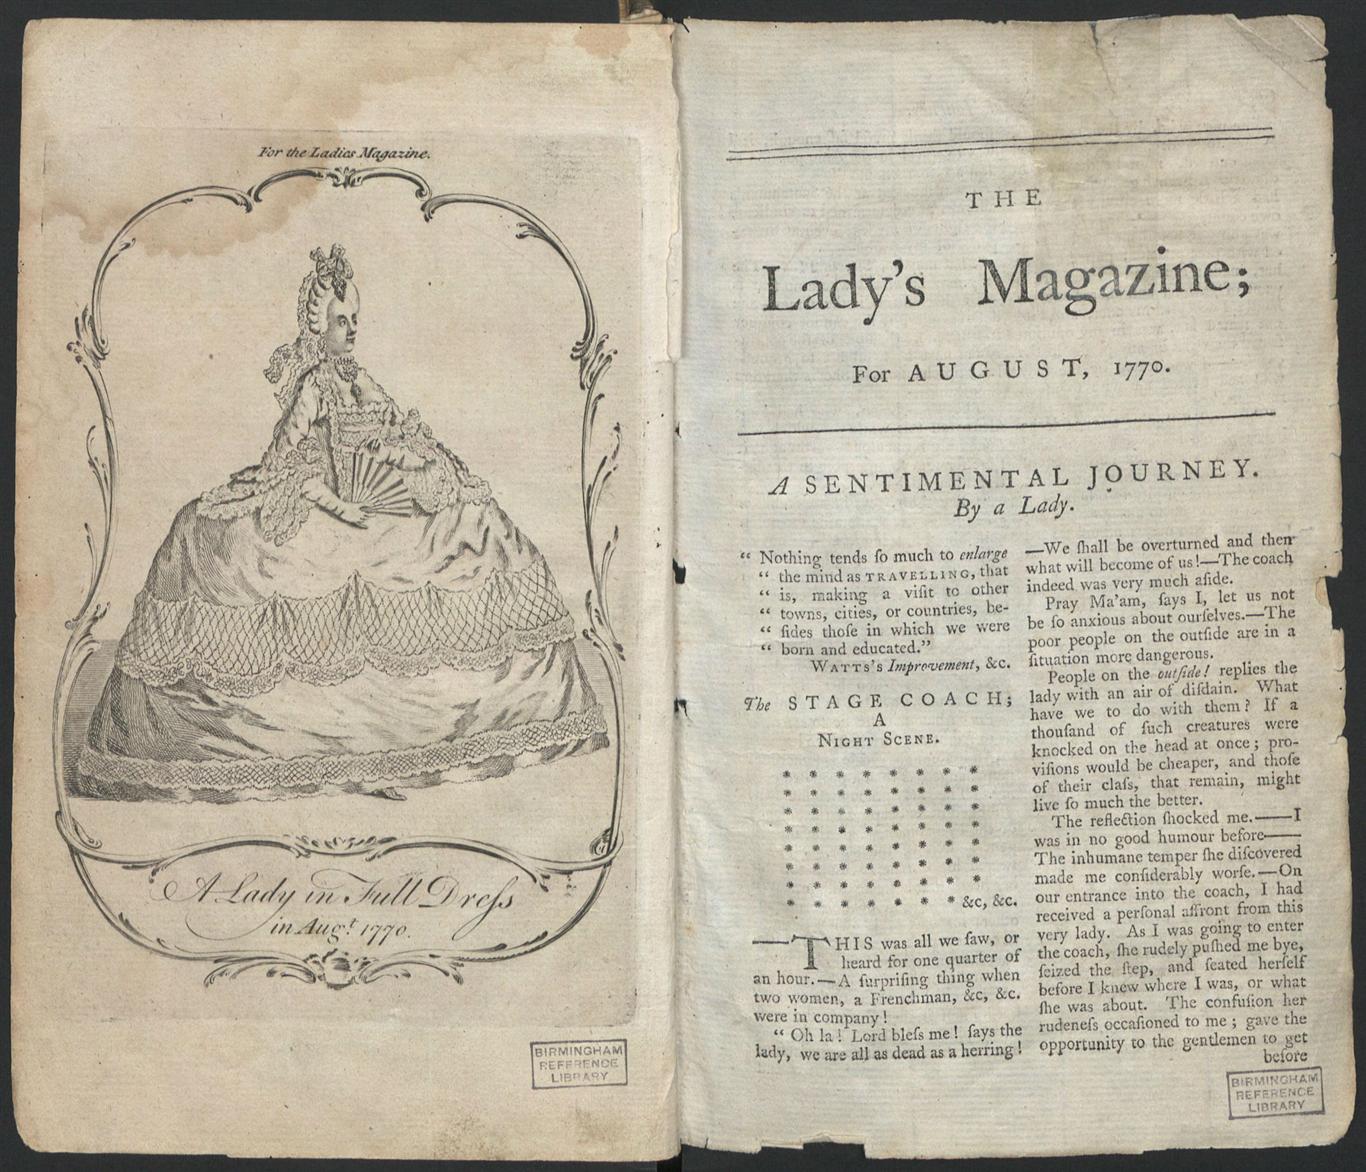 For the Ladies Magazine.
A Lady in Full Dreſs
in Augt. 1770.
BIRMINGHAM
REFERENCE
LIBRARY
THE
Lady's Magazine;
For AUGUST, 1770.
A SENTIMENTAL JOURNEY.
By a Lady.
“ Nothing tends ſo much to enlarge
“ the mind as TRAVELLING, that
“ is, making a viſit to other
“ towns, cities, or countries, be-
“ ſides thoſe in which we were
“ born and educated.”
WATTS's Improvement, &c.
The STAGE COACH;
A
NIGHT SCENE.
* * * * * * * *
* * * * * * * *
* * * * * * * *
* * * * * * * *
* * * * * * * *
* * * * * * * *
* * * * * * * *
* * * * * * * &c, &c.
—THIS was all we ſaw, or
heard for one quarter of
an hour.—A ſurpriſing thing when
two women, a Frenchman, &c, &c.
were in company!
“ Oh la! Lord bleſs me! ſays the
lady, we are all as dead as a herring!
—We ſhall be overturned and then
what will become of us!—The coach
indeed was very much aſide.
Pray Ma'am, ſays I, let us not
be ſo anxious about ourſelves.—The
poor people on the outſide are in a
ſituation more dangerous.
People on the outſide! replies the
lady with an air of diſdain. What
have we to do with them? If a
thouſand of ſuch creatures were
knocked on the head at once; pro-
viſions would be cheaper, and thoſe
of their claſs, that remain, might
live ſo much the better.
The reflection ſhocked me.——I
was in no good humour before——
The inhumane temper ſhe diſcovered
made me conſiderably worſe.—On
our entrance into the coach, I had
received a perſonal affront from this
very lady. As I was going to enter
the coach, ſhe rudely puſhed me bye,
ſeized the ſtep, and ſeated herſelf
before I knew where I was, or what
ſhe was about. The confuſion her
rudeneſs occaſioned to me; gave the
opportunity to the gentlemen to get
before
BIRMINGHAM
REFERENCE
LIBRARY